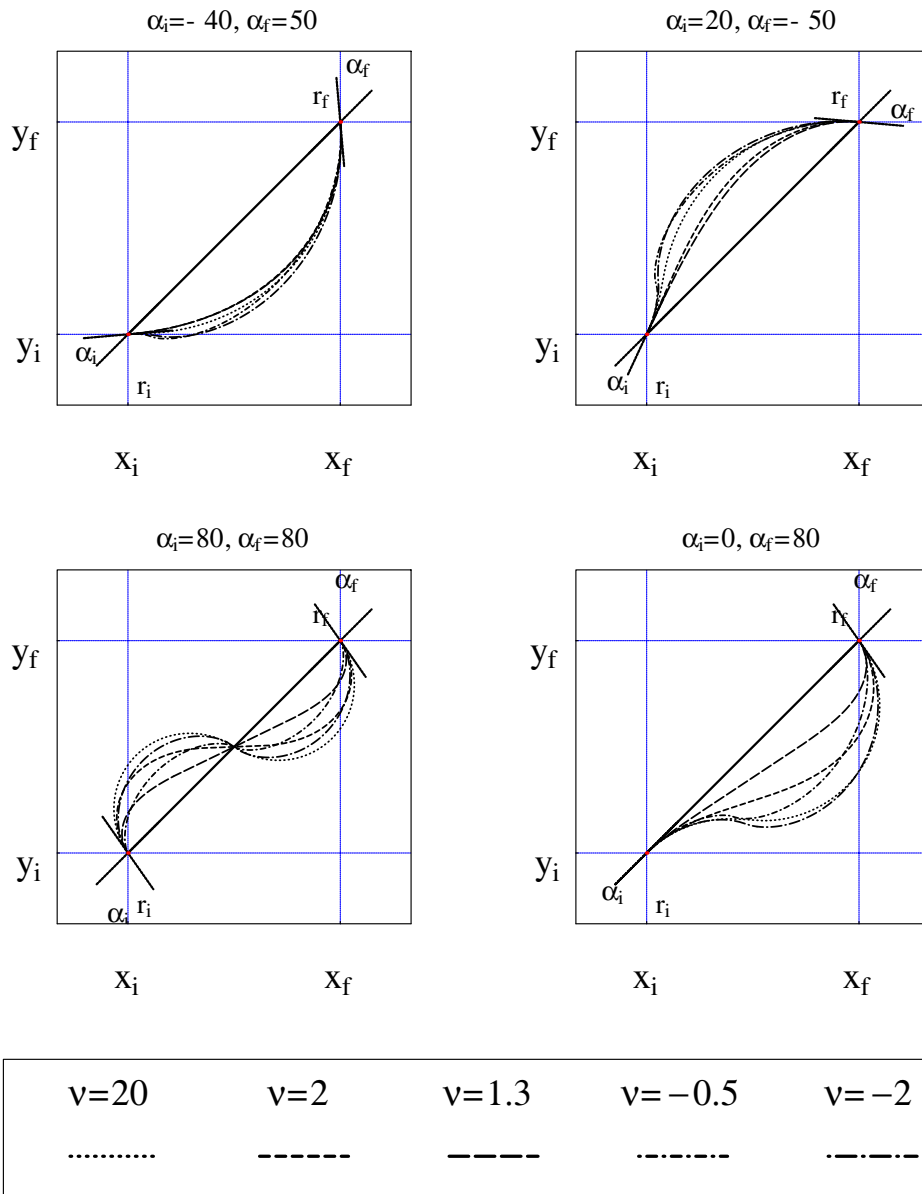 αi=- 40, αf=50
αi=20, αf=- 50
αf
rf
yf
yi
αi
ri
xi
xf
rf
αf
yf
yi
αi
ri
xi
xf
αi=80, αf=80
αi=0, αf=80
αf
rf
yf
yi
ri
αi
xi
xf
αf
rf
yf
yi
αi
ri
xi
xf
ν=20 ν=2 ν=1.3 ν=−0.5 ν=−2